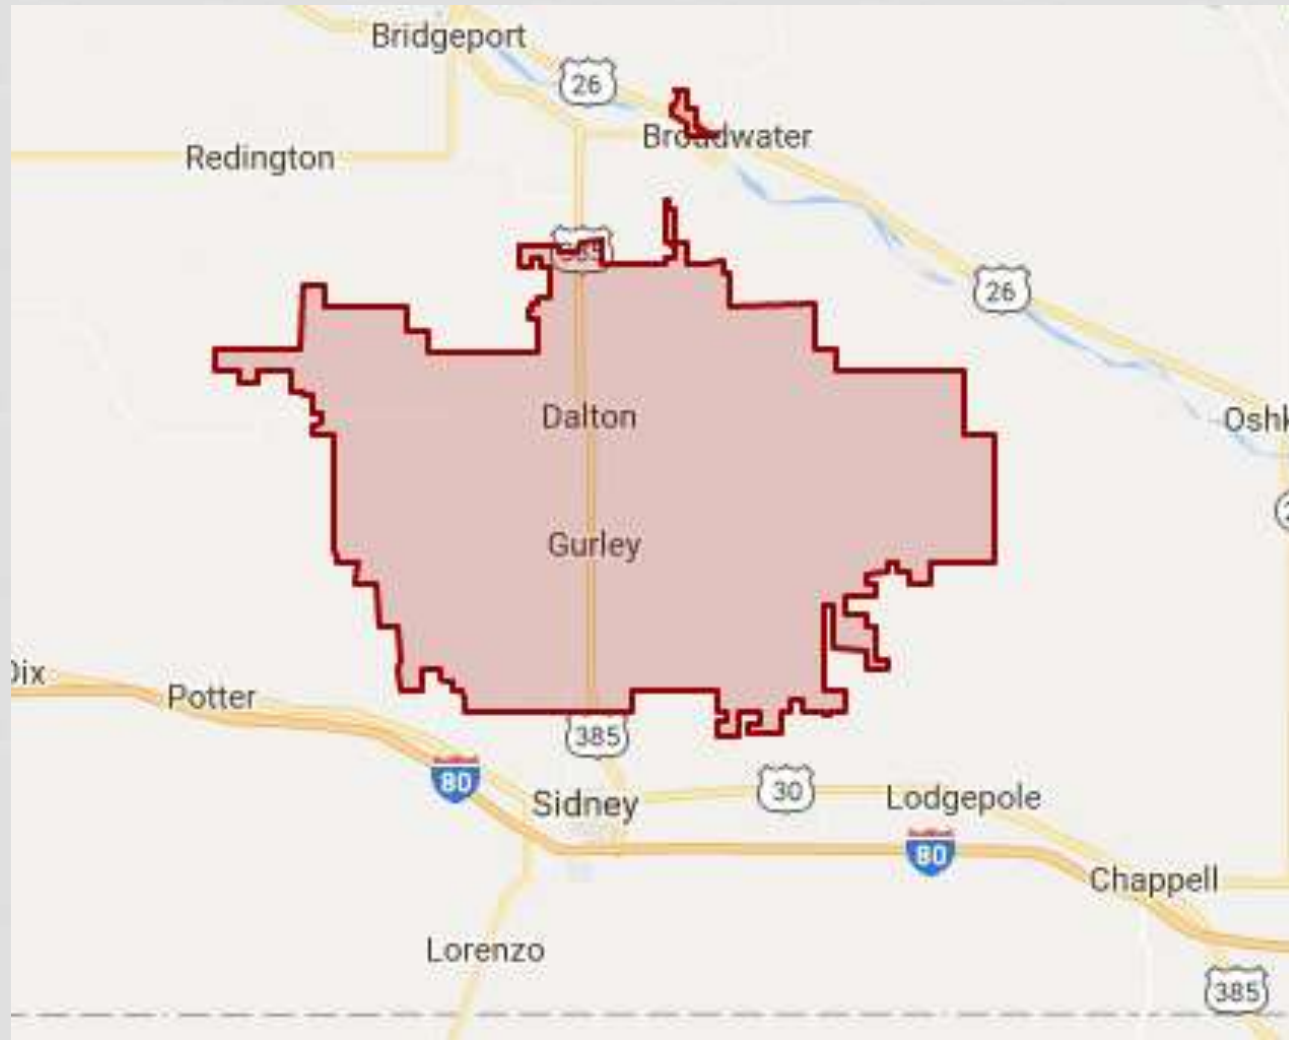 Bridgeport
26
Broadwater
Redington
385
26
Dalton
Oshk
Gurley
Dix
Potter
385
80
Sidney
30
Lodgepole
80
Chappell
Lorenzo
385